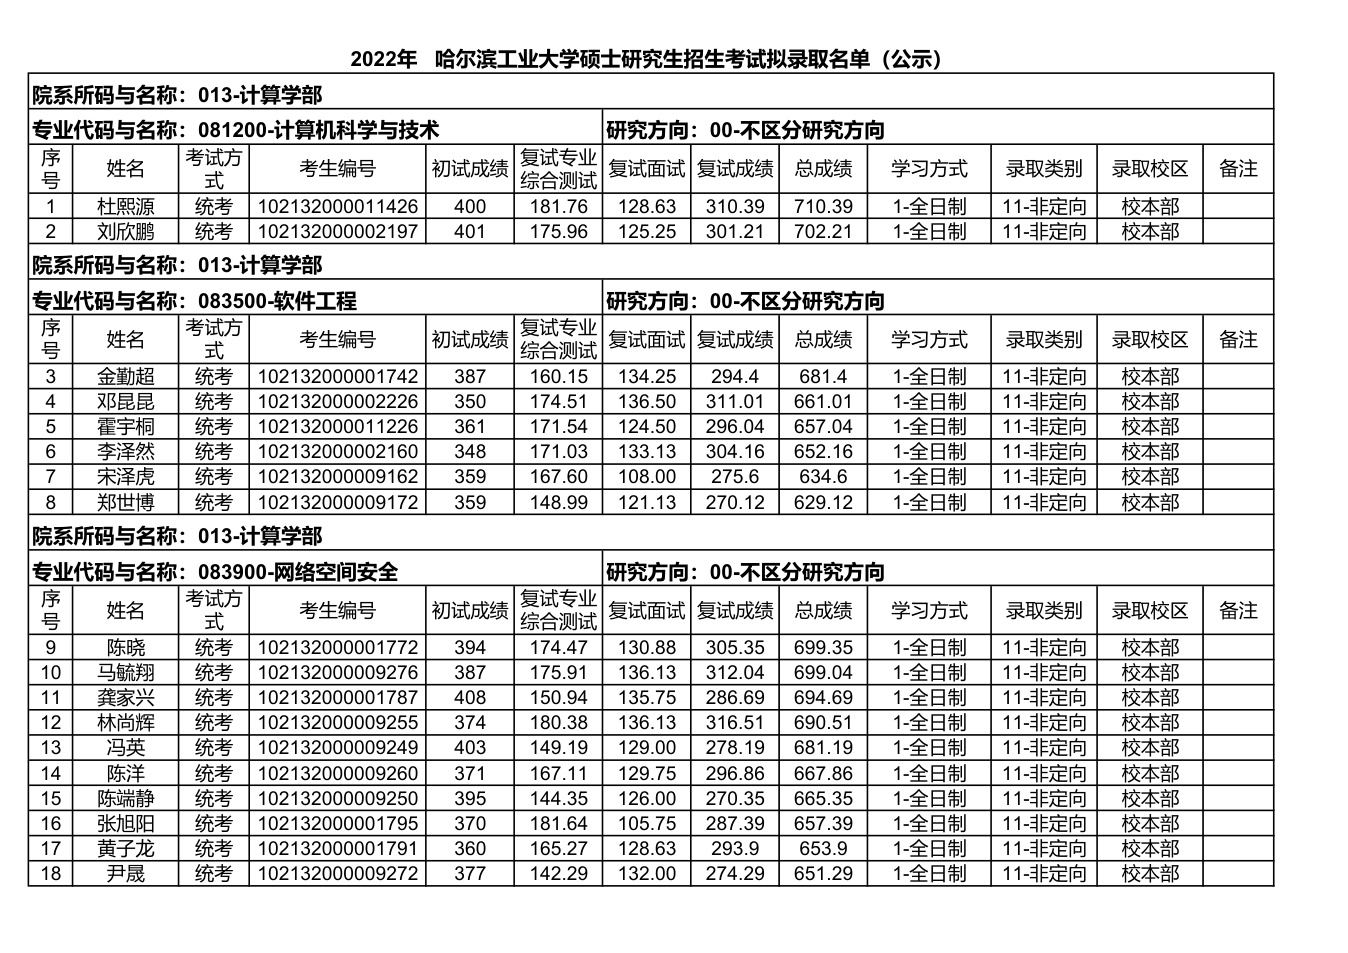 2022年 哈尔滨工业大学硕士研究生招生考试拟录取名单（公示）
院系所码与名称：013-计算学部
专业代码与名称：081200-计算机科学与技术 研究方向：00-不区分研究方向
序号 姓名 考试方式 考生编号 初试成绩 复试专业综合测试 复试面试 复试成绩 总成绩 学习方式 录取类别 录取校区 备注
1 杜熙源 统考 102132000011426 400 181.76 128.63 310.39 710.39 1-全日制 11-非定向 校本部
2 刘欣鹏 统考 102132000002197 401 175.96 125.25 301.21 702.21 1-全日制 11-非定向 校本部
院系所码与名称：013-计算学部
专业代码与名称：083500-软件工程 研究方向：00-不区分研究方向
序号 姓名 考试方式 考生编号 初试成绩 复试专业综合测试 复试面试 复试成绩 总成绩 学习方式 录取类别 录取校区 备注
3 金勤超 统考 102132000001742 387 160.15 134.25 294.4 681.4 1-全日制 11-非定向 校本部
4 邓昆昆 统考 102132000002226 350 174.51 136.50 311.01 661.01 1-全日制 11-非定向 校本部
5 霍宇桐 统考 102132000011226 361 171.54 124.50 296.04 657.04 1-全日制 11-非定向 校本部
6 李泽然 统考 102132000002160 348 171.03 133.13 304.16 652.16 1-全日制 11-非定向 校本部
7 宋泽虎 统考 102132000009162 359 167.60 108.00 275.6 634.6 1-全日制 11-非定向 校本部
8 郑世博 统考 102132000009172 359 148.99 121.13 270.12 629.12 1-全日制 11-非定向 校本部
院系所码与名称：013-计算学部
专业代码与名称：083900-网络空间安全 研究方向：00-不区分研究方向
序号 姓名 考试方式 考生编号 初试成绩 复试专业综合测试 复试面试 复试成绩 总成绩 学习方式 录取类别 录取校区 备注
9 陈晓 统考 102132000001772 394 174.47 130.88 305.35 699.35 1-全日制 11-非定向 校本部
10 马毓翔 统考 102132000009276 387 175.91 136.13 312.04 699.04 1-全日制 11-非定向 校本部
11 龚家兴 统考 102132000001787 408 150.94 135.75 286.69 694.69 1-全日制 11-非定向 校本部
12 林尚辉 统考 102132000009255 374 180.38 136.13 316.51 690.51 1-全日制 11-非定向 校本部
13 冯英 统考 102132000009249 403 149.19 129.00 278.19 681.19 1-全日制 11-非定向 校本部
14 陈洋 统考 102132000009260 371 167.11 129.75 296.86 667.86 1-全日制 11-非定向 校本部
15 陈端静 统考 102132000009250 395 144.35 126.00 270.35 665.35 1-全日制 11-非定向 校本部
16 张旭阳 统考 102132000001795 370 181.64 105.75 287.39 657.39 1-全日制 11-非定向 校本部
17 黄子龙 统考 102132000001791 360 165.27 128.63 293.9 653.9 1-全日制 11-非定向 校本部
18 尹晟 统考 102132000009272 377 142.29 132.00 274.29 651.29 1-全日制 11-非定向 校本部